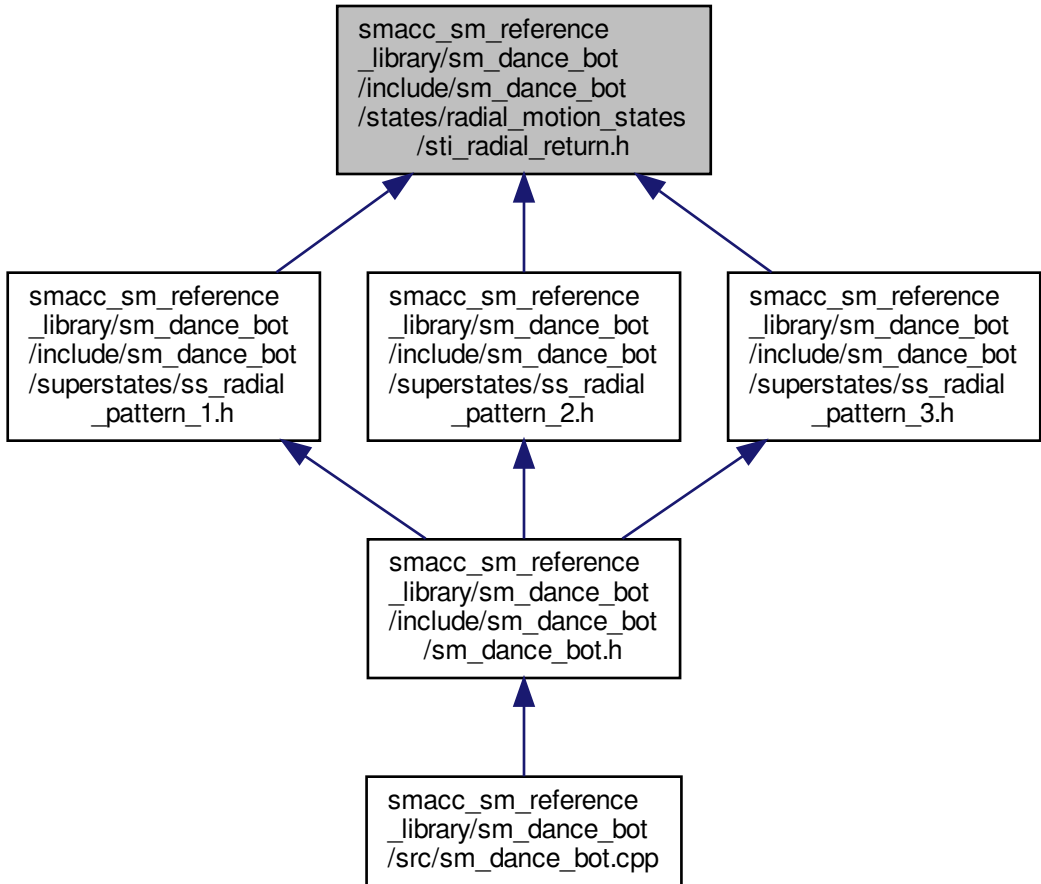 smacc_sm_reference
_library/sm_dance_bot
/include/sm_dance_bot
/states/radial_motion_states
/sti_radial_return.h
smacc_sm_reference
_library/sm_dance_bot
/include/sm_dance_bot
/superstates/ss_radial
_pattern_1.h
smacc_sm_reference
_library/sm_dance_bot
/include/sm_dance_bot
/superstates/ss_radial
_pattern_2.h
smacc_sm_reference
_library/sm_dance_bot
/include/sm_dance_bot
/superstates/ss_radial
_pattern_3.h
smacc_sm_reference
_library/sm_dance_bot
/include/sm_dance_bot
/sm_dance_bot.h
smacc_sm_reference
_library/sm_dance_bot
/src/sm_dance_bot.cpp